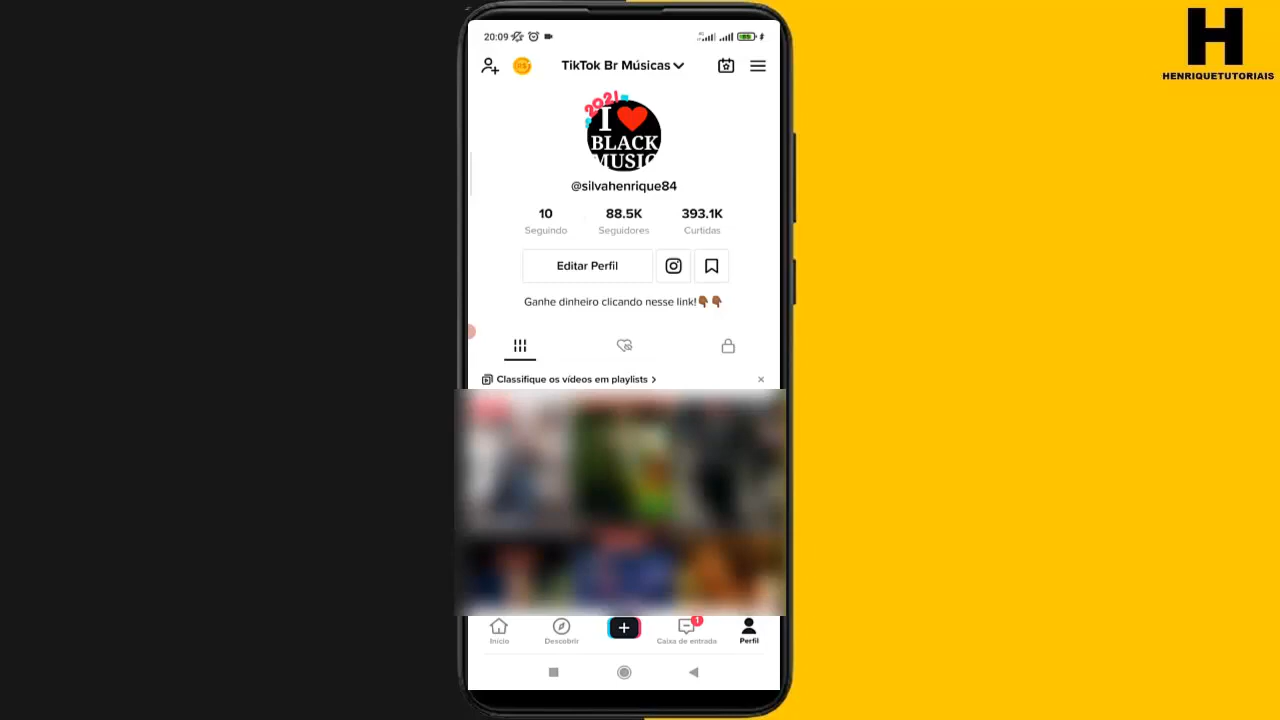 H
HENRIQUETUTORIAIS
20:09
TikTok Br Músicas
2021
I ❤️
BLACK
MUSIC
@silvahenrique84
10 88.5K 393.1K
Seguindo Seguidores Curtidas
Editar Perfil
Ganhe dinheiro clicando nesse link!👇🏾👇🏾
Classifique os vídeos em playlists
1
Início Descobrir Caixa de entrada Perfil